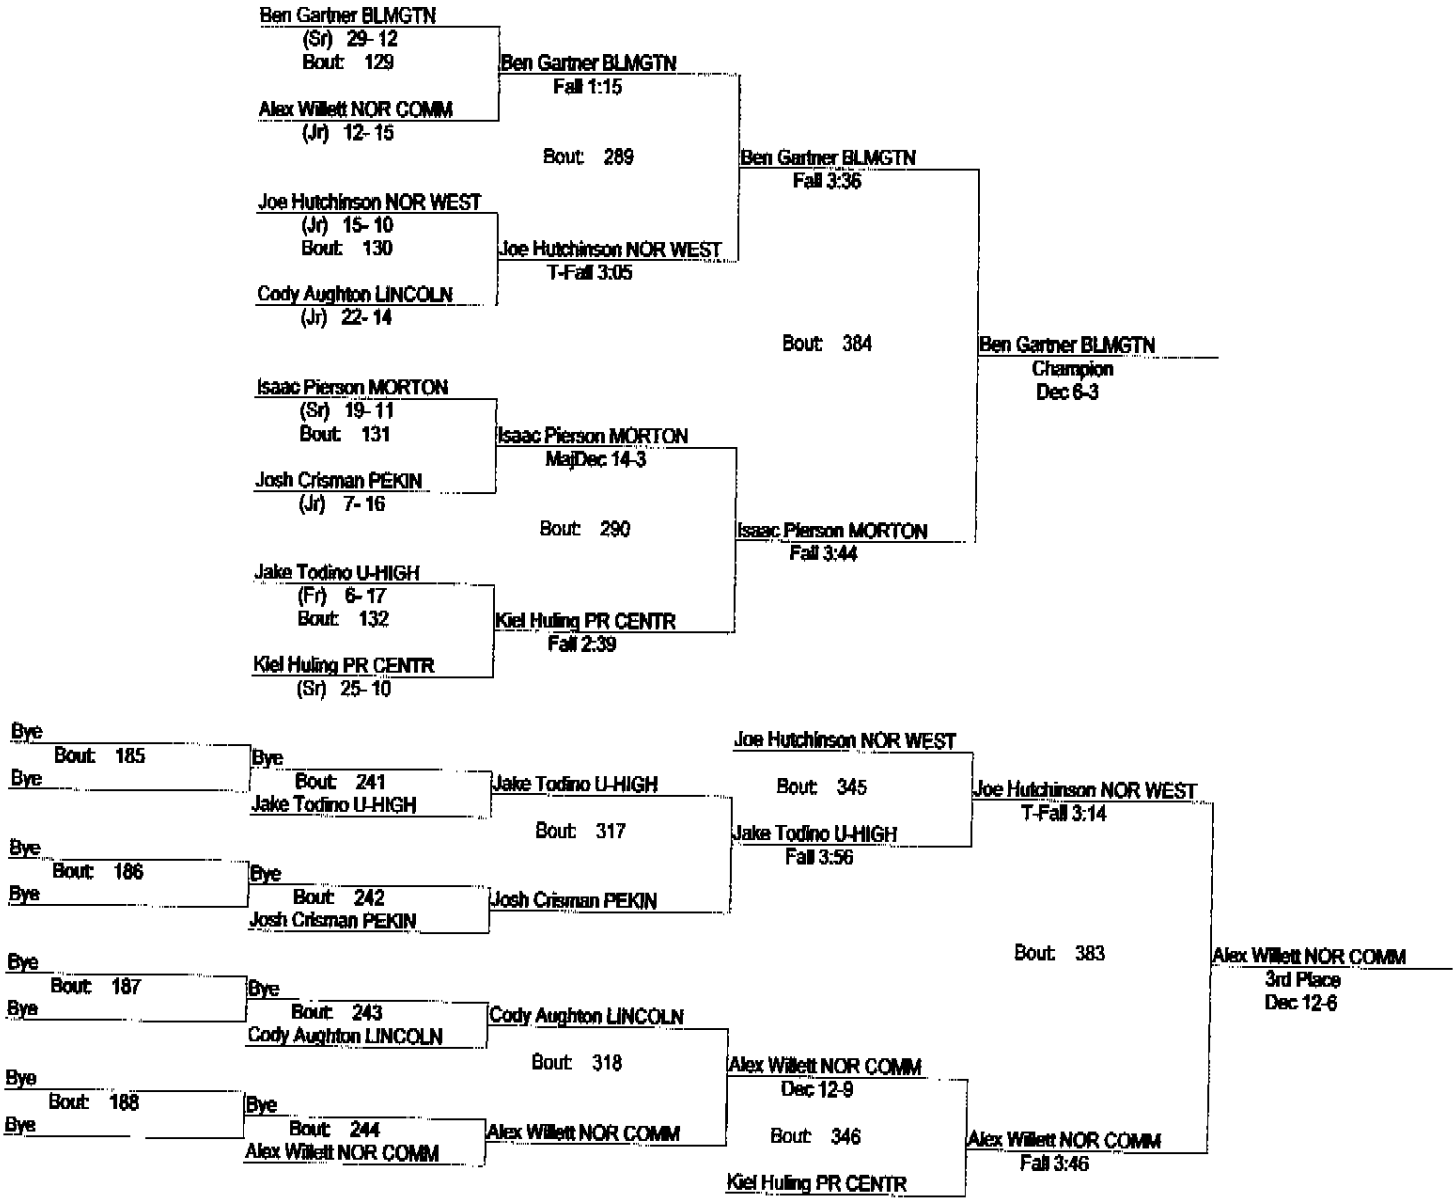 Ben Gartner BLMGTN
(Sr) 29- 12
Bout: 129
Ben Gartner BLMGTN
Fall 1:15
Alex Willett NOR COMM
(Jr) 12- 15
Bout: 289
Ben Gartner BLMGTN
Fall 3:36
Joe Hutchinson NOR WEST
(Jr) 15- 10
Bout: 130
Joe Hutchinson NOR WEST
T-Fall 3:05
Cody Aughton LINCOLN
(Jr) 22- 14
Bout: 384
Ben Gartner BLMGTN
Champion
Dec 6-3
Isaac Pierson MORTON
(Sr) 19- 11
Bout: 131
Isaac Pierson MORTON
MajDec 14-3
Josh Crisman PEKIN
(Jr) 7- 16
Bout: 290
Isaac Pierson MORTON
Fall 3:44
Jake Todino U-HIGH
(Fr) 6- 17
Bout: 132
Kiel Huling PR CENTR
Fall 2:39
Kiel Huling PR CENTR
(Sr) 25- 10
Bye
Bout: 185
Bye
Bye
Bout: 241
Jake Todino U-HIGH
Jake Todino U-HIGH
Bout: 317
Joe Hutchinson NOR WEST
Bout: 345
Jake Todino U-HIGH
Fall 3:56
Joe Hutchinson NOR WEST
T-Fall 3:14
Bye
Bout: 186
Bye
Bye
Bout: 242
Josh Crisman PEKIN
Josh Crisman PEKIN
Bout: 383
Alex Willett NOR COMM
3rd Place
Dec 12-6
Bye
Bout: 187
Bye
Bye
Bout: 243
Cody Aughton LINCOLN
Cody Aughton LINCOLN
Bout: 318
Alex Willett NOR COMM
Dec 12-9
Bye
Bout: 188
Bye
Bye
Bout: 244
Alex Willett NOR COMM
Alex Willett NOR COMM
Bout: 346
Kiel Huling PR CENTR
Alex Willett NOR COMM
Fall 3:46